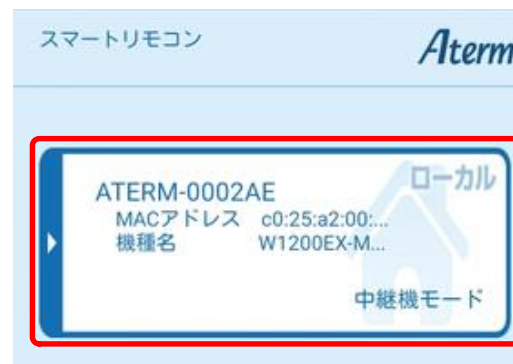 スマートリモコン
Aterm
ローカル
ATERM-0002AE
MACアドレス c0:25:a2:00:...
機種名 W1200EX-M...
中継機モード